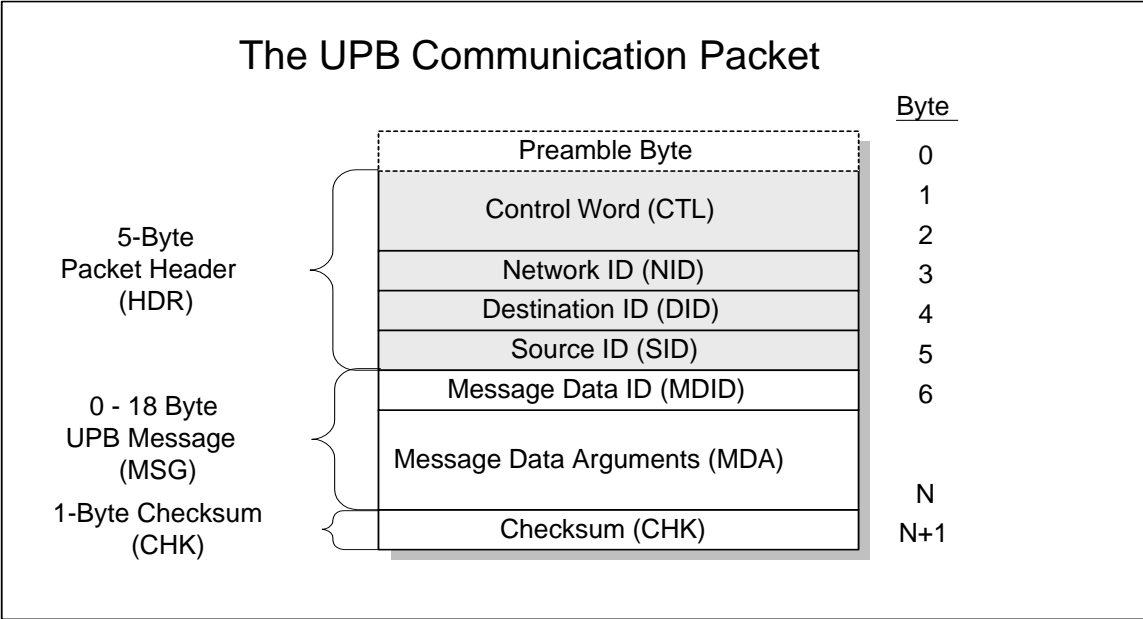 The UPB Communication Packet
Byte
Preamble Byte
0
Control Word (CTL)
1
2
5-Byte
Packet Header
(HDR)
Network ID (NID)
3
Destination ID (DID)
4
Source ID (SID)
5
Message Data ID (MDID)
6
0 - 18 Byte
UPB Message
(MSG)
Message Data Arguments (MDA)
N
1-Byte Checksum
(CHK)
Checksum (CHK)
N+1